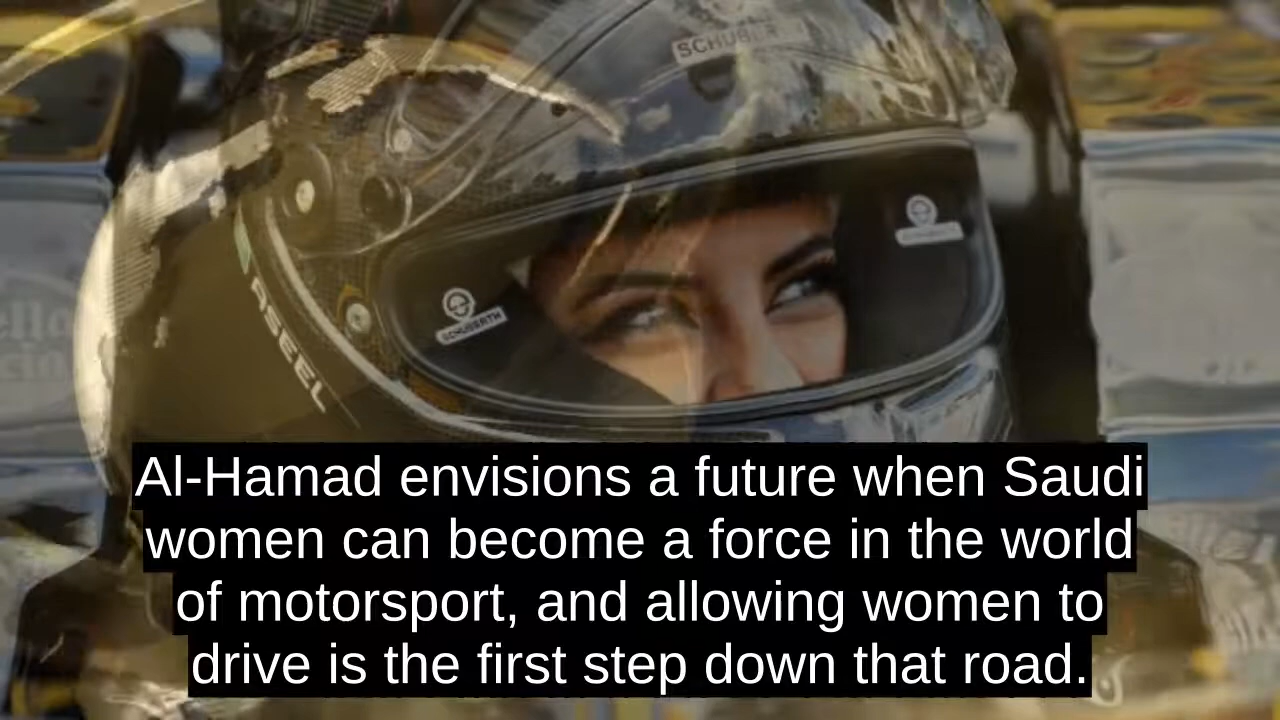 SCHUBERTH
SCHUBERTH
ASEEL
Al-Hamad envisions a future when Saudi
women can become a force in the world
of motorsport, and allowing women to
drive is the first step down that road.